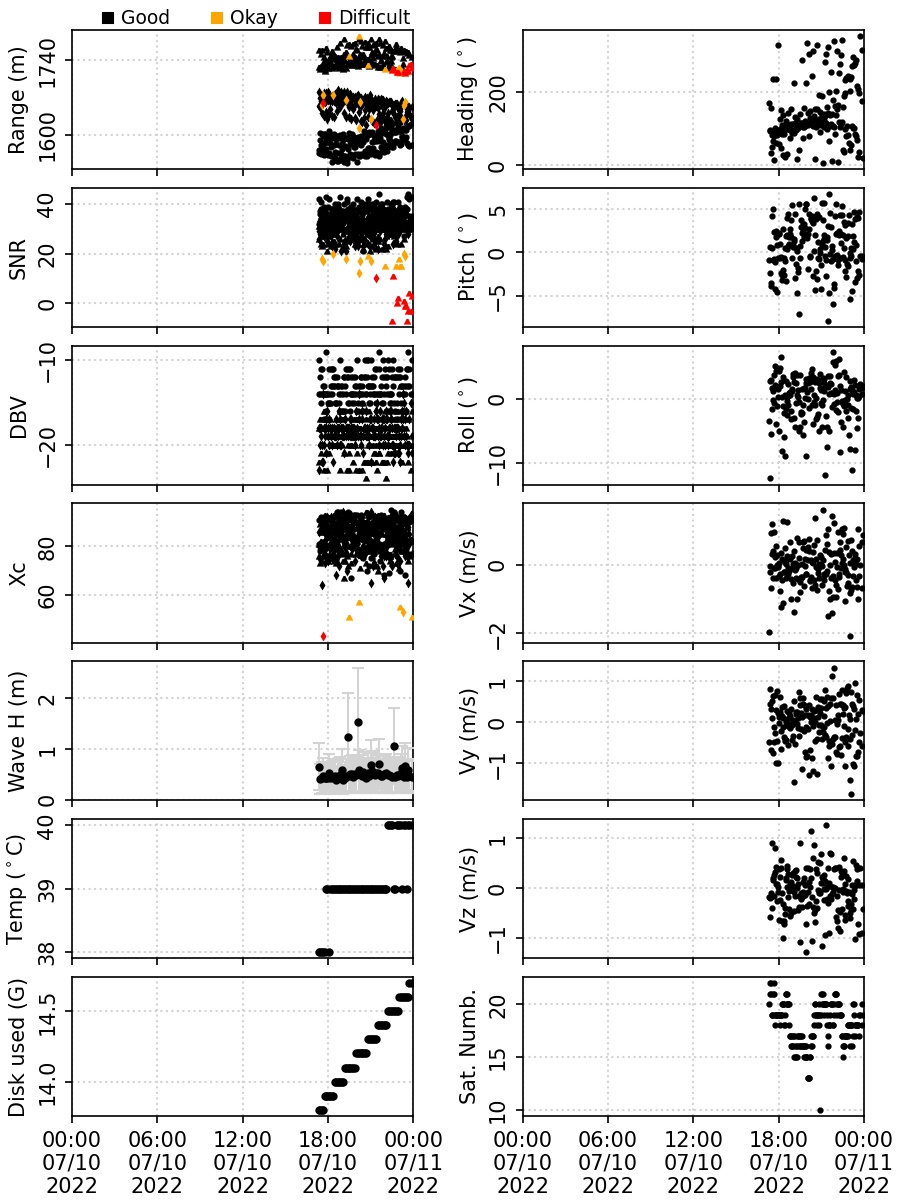 Good Okay Difficult
Range (m)
1740
1600
Heading (°)
200
0
SNR
40
20
0
Pitch (°)
5
0
−5
DBV
−10
−20
Roll (°)
0
−10
Xc
80
60
Vx (m/s)
0
−2
Wave H (m)
2
1
0
Vy (m/s)
1
0
−1
Temp (°C)
40
39
38
Vz (m/s)
1
0
−1
Disk used (G)
14.5
14.0
Sat. Numb.
20
15
10
00:00 06:00 12:00 18:00 00:00
07/10 07/10 07/10 07/10 07/11
2022 2022 2022 2022 2022
00:00 06:00 12:00 18:00 00:00
07/10 07/10 07/10 07/10 07/11
2022 2022 2022 2022 2022